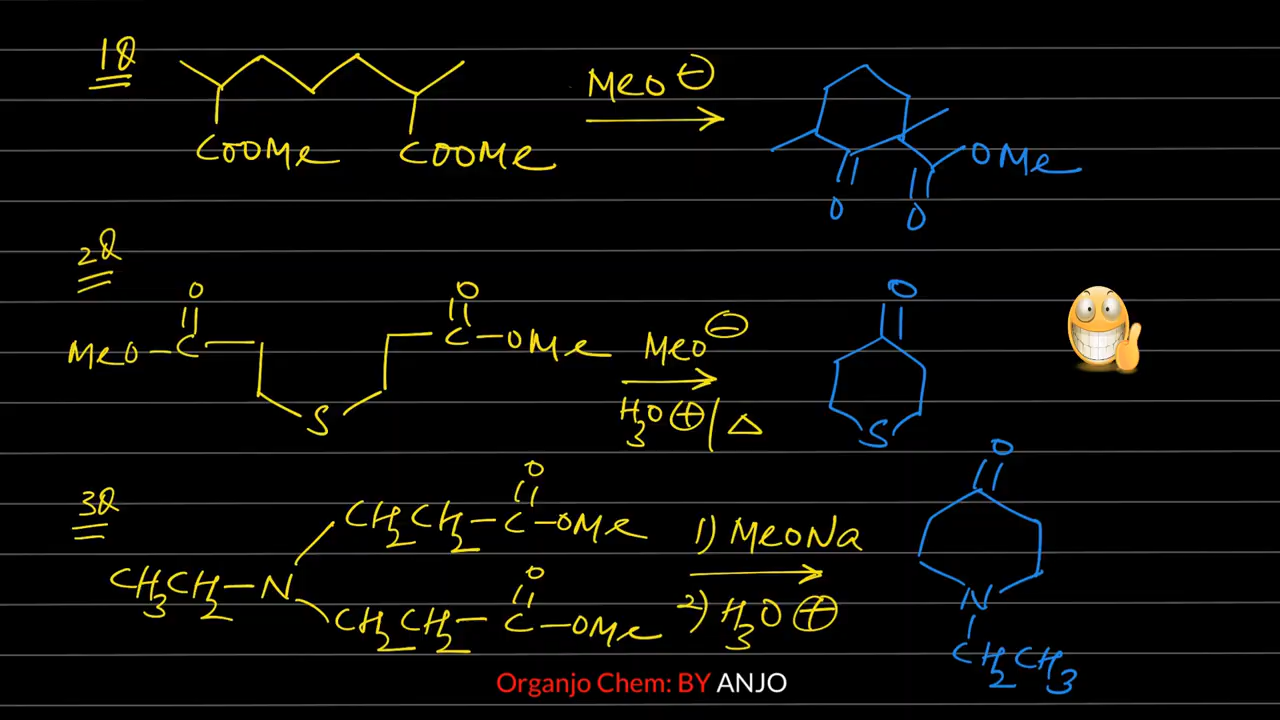 1Q
COOMe COOMe MeO⊖ O O OMe
2Q
MeO-C(=O) S C(=O)-OMe MeO⊖ H3O⊕/△ O S
3Q
CH3CH2-N CH2CH2-C(=O)-OMe 1) MeONa O
CH2CH2-C(=O)-OMe 2) H3O⊕ N
CH2CH3
Organjo Chem: BY ANJO